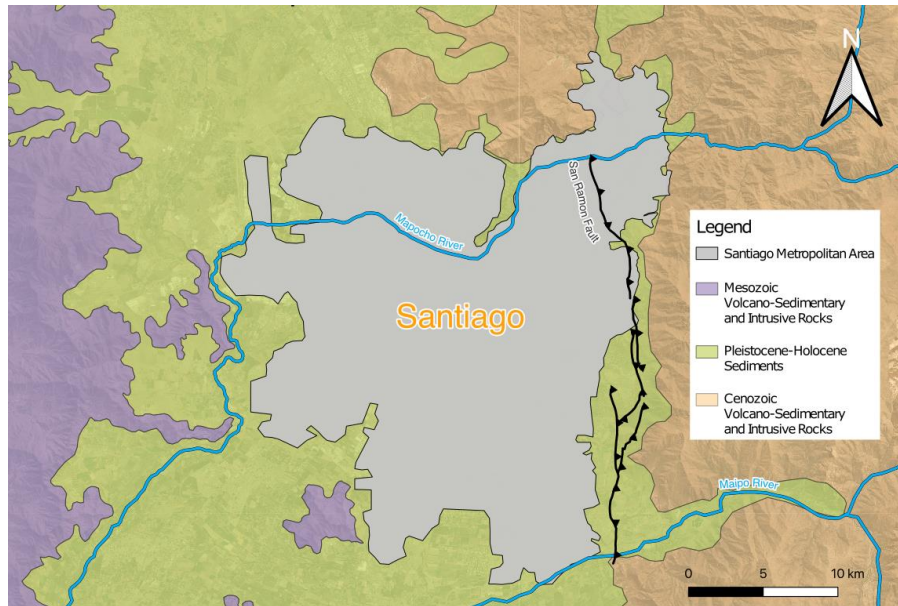 N
San Ramon Fault
Mapocho River
Santiago
Legend
Santiago Metropolitan Area
Mesozoic
Volcano-Sedimentary
and Intrusive Rocks
Pleistocene-Holocene
Sediments
Cenozoic
Volcano-Sedimentary
and Intrusive Rocks
Maipo River
0 5 10 km